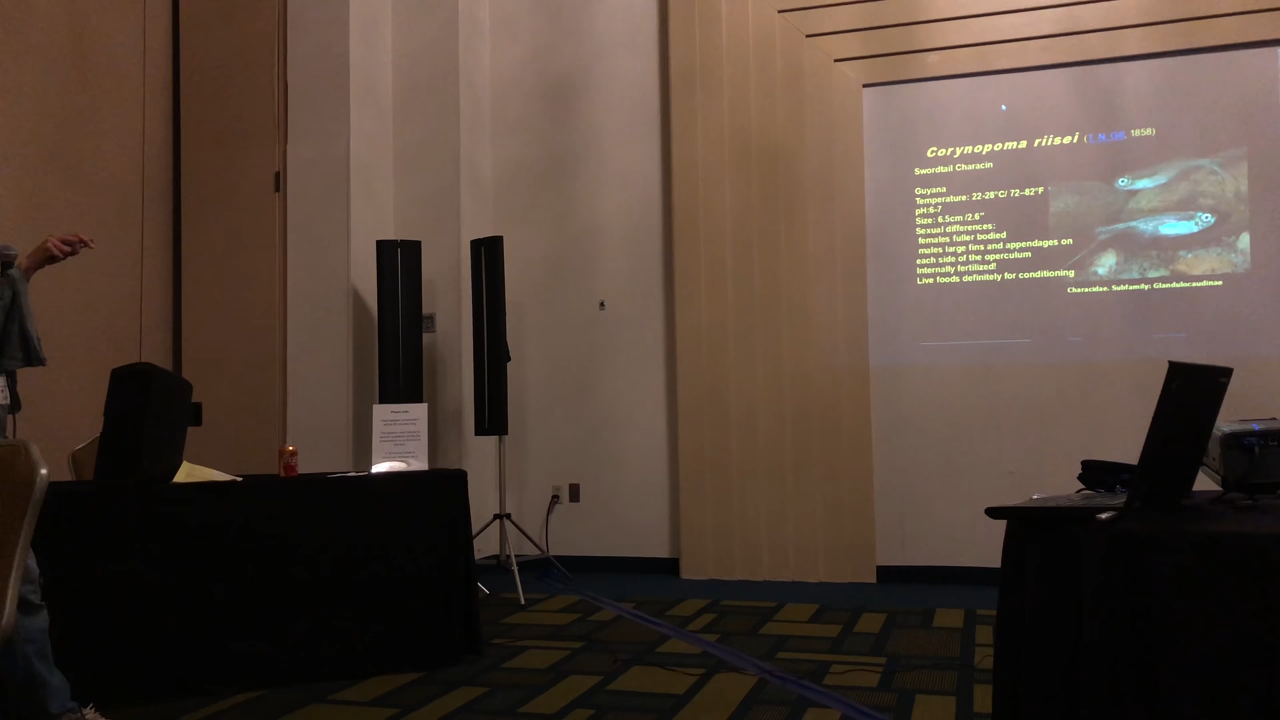 Corynopoma riisei (T. N. Gill, 1858)
Swordtail Characin
Guyana
Temperature: 22-28°C/ 72–82°F
pH:6-7
Size: 6.5cm /2.6"
Sexual differences:
females fuller bodied
males large fins and appendages on
each side of the operculum
Internally fertilized!
Live foods definitely for conditioning
Characidae. Subfamily: Glandulocaudinae